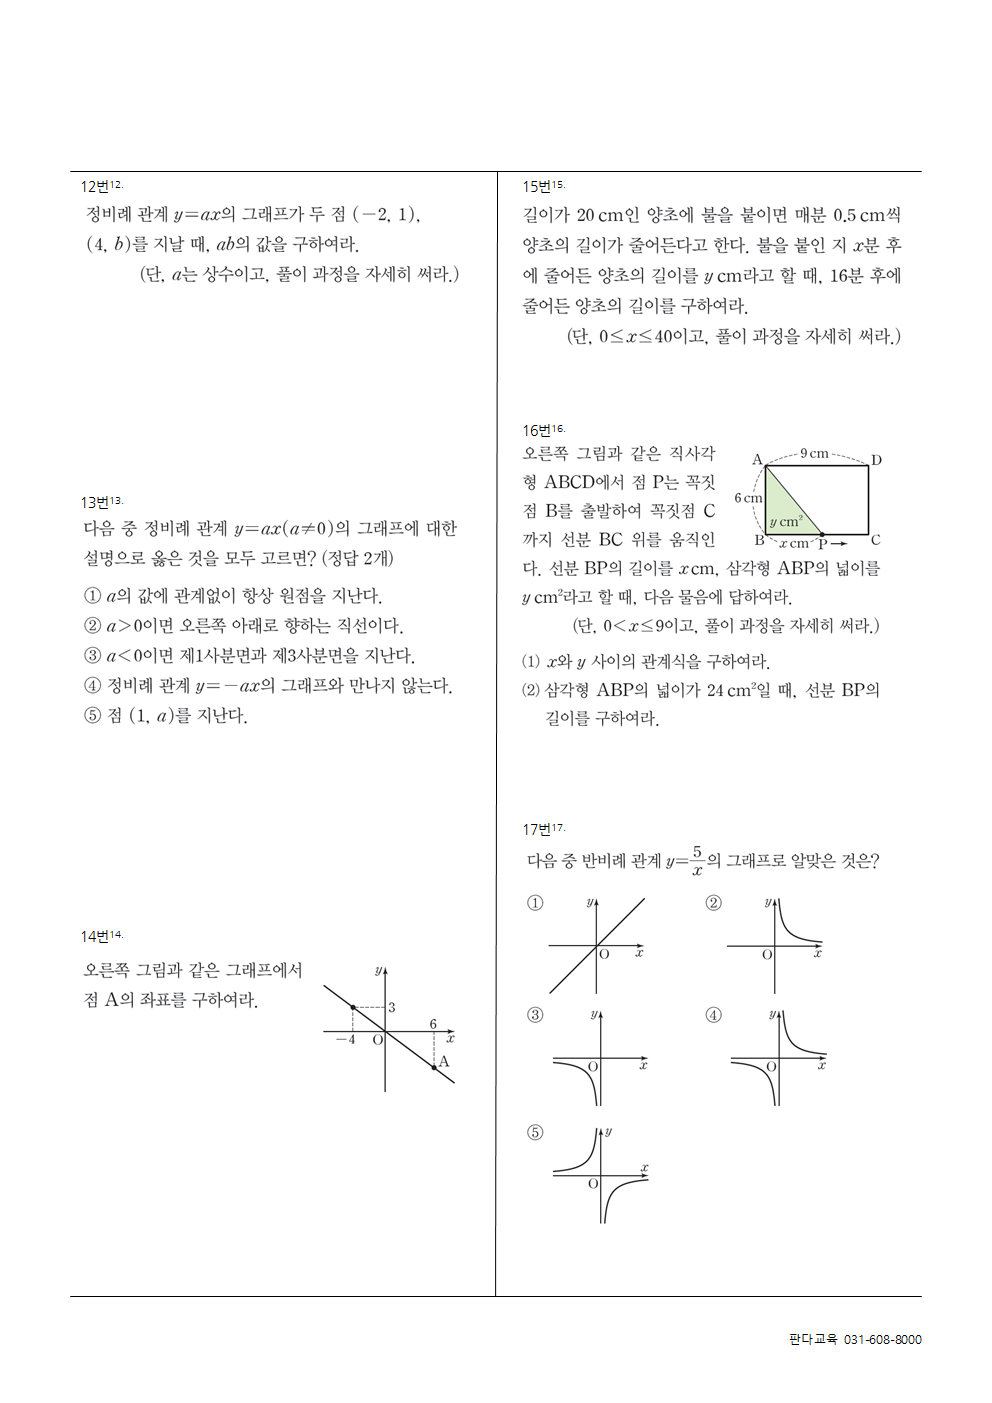 12번12.
정비례 관계 y=ax의 그래프가 두 점 (-2, 1),
(4, b)를 지날 때, ab의 값을 구하여라.
(단, a는 상수이고, 풀이 과정을 자세히 써라.)
13번13.
다음 중 정비례 관계 y=ax(a≠0)의 그래프에 대한
설명으로 옳은 것을 모두 고르면? (정답 2개)
① a의 값에 관계없이 항상 원점을 지난다.
② a>0이면 오른쪽 아래로 향하는 직선이다.
③ a<0이면 제1사분면과 제3사분면을 지난다.
④ 정비례 관계 y=-ax의 그래프와 만나지 않는다.
⑤ 점 (1, a)를 지난다.
14번14.
오른쪽 그림과 같은 그래프에서
점 A의 좌표를 구하여라.
y
3
6
-4 O x
A
15번15.
길이가 20 cm인 양초에 불을 붙이면 매분 0.5 cm씩
양초의 길이가 줄어든다고 한다. 불을 붙인 지 x분 후
에 줄어든 양초의 길이를 y cm라고 할 때, 16분 후에
줄어든 양초의 길이를 구하여라.
(단, 0≤x≤40이고, 풀이 과정을 자세히 써라.)
16번16.
오른쪽 그림과 같은 직사각
형 ABCD에서 점 P는 꼭짓
점 B를 출발하여 꼭짓점 C
까지 선분 BC 위를 움직인
다. 선분 BP의 길이를 x cm, 삼각형 ABP의 넓이를
y cm²라고 할 때, 다음 물음에 답하여라.
(단, 0<x≤9이고, 풀이 과정을 자세히 써라.)
A 9 cm D
6 cm
y cm²
B x cm P C
(1) x와 y 사이의 관계식을 구하여라.
(2) 삼각형 ABP의 넓이가 24 cm²일 때, 선분 BP의
길이를 구하여라.
17번17.
다음 중 반비례 관계 y=5/x의 그래프로 알맞은 것은?
① y O x
② y O x
③ y O x
④ y O x
⑤ y O x
판다교육 031-608-8000